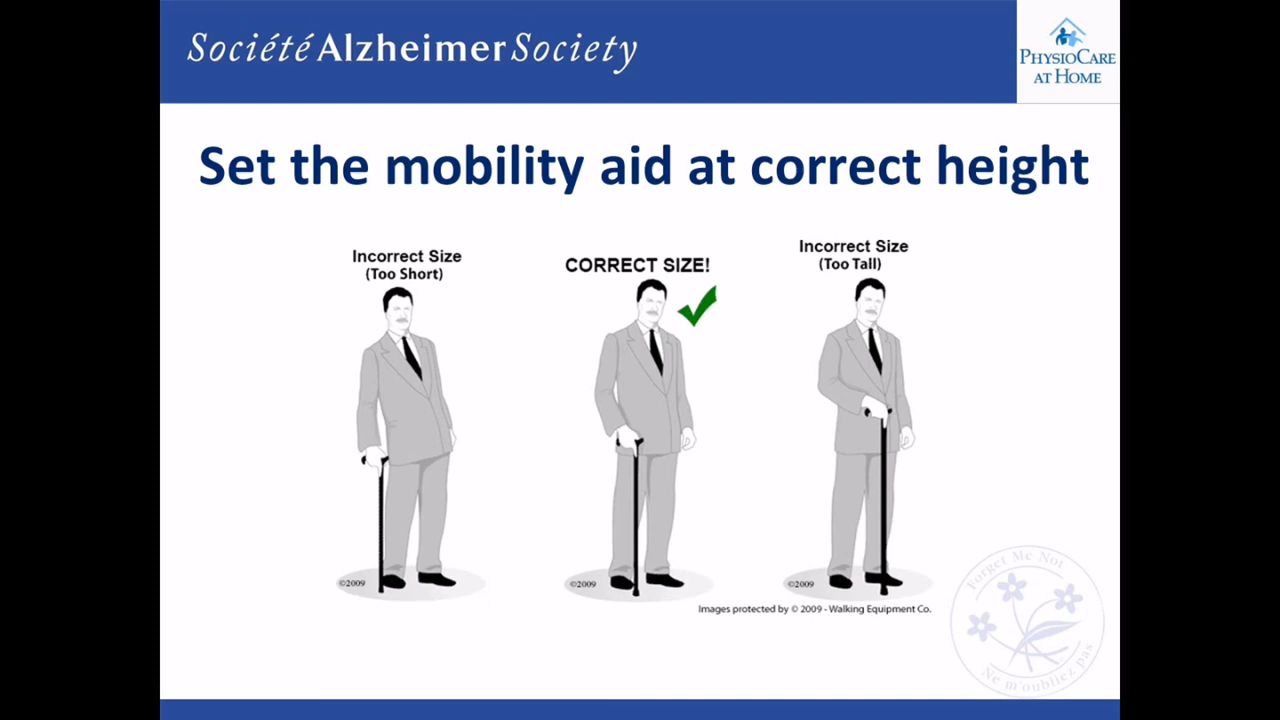 Société Alzheimer Society
PHYSIOCARE
AT HOME
Set the mobility aid at correct height
Incorrect Size
(Too Short)
CORRECT SIZE!
Incorrect Size
(Too Tall)
©2009
©2009
©2009
Images protected by © 2009 - Walking Equipment Co.
Forget Me Not
Ne m'oubliez pas